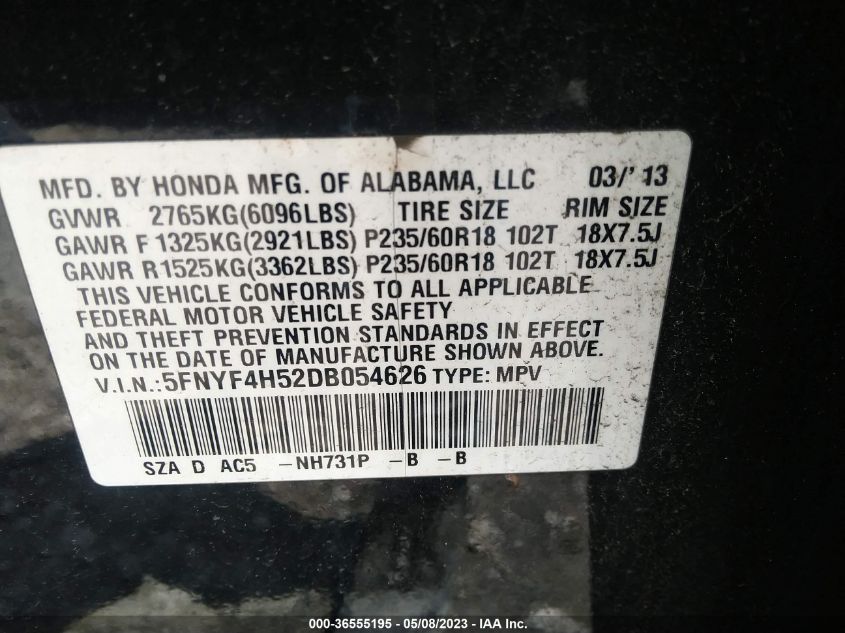 MFD. BY HONDA MFG. OF ALABAMA, LLC 03/'13
GVWR 2765KG(6096LBS) TIRE SIZE RIM SIZE
GAWR F 1325KG(2921LBS) P235/60R18 102T 18X7.5J
GAWR R1525KG(3362LBS) P235/60R18 102T 18X7.5J
THIS VEHICLE CONFORMS TO ALL APPLICABLE
FEDERAL MOTOR VEHICLE SAFETY
AND THEFT PREVENTION STANDARDS IN EFFECT
ON THE DATE OF MANUFACTURE SHOWN ABOVE.
V.I.N.:5FNYF4H52DB054626 TYPE: MPV
SZA D AC5 -NH731P -B -B
000-36555195 - 05/08/2023 - IAA Inc.